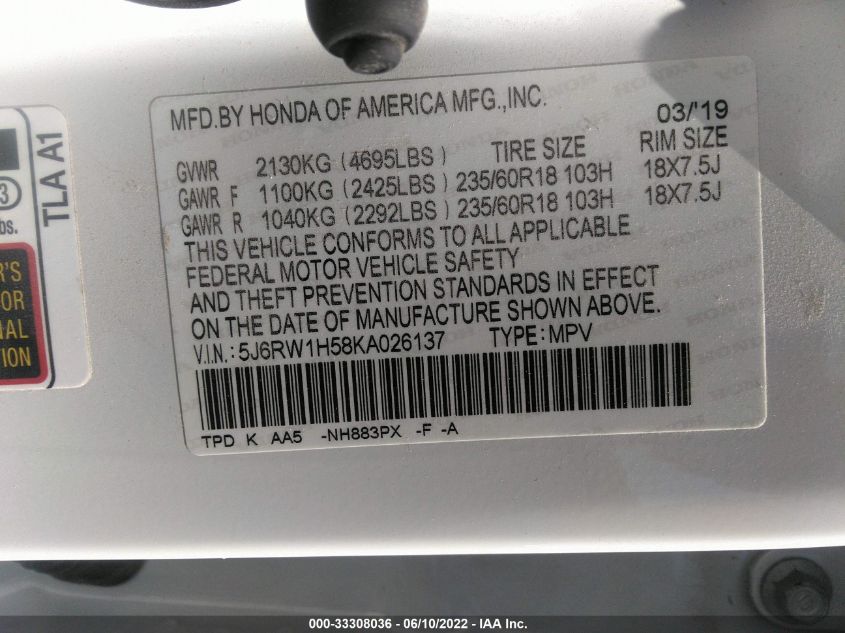 MFD.BY HONDA OF AMERICA MFG.,INC. 03/'19
TIRE SIZE RIM SIZE
GVWR 2130KG (4695LBS)
GAWR F 1100KG (2425LBS) 235/60R18 103H 18X7.5J
GAWR R 1040KG (2292LBS) 235/60R18 103H 18X7.5J
THIS VEHICLE CONFORMS TO ALL APPLICABLE
FEDERAL MOTOR VEHICLE SAFETY
AND THEFT PREVENTION STANDARDS IN EFFECT
ON THE DATE OF MANUFACTURE SHOWN ABOVE.
V.I.N.: 5J6RW1H58KA026137 TYPE: MPV
TPD K AA5 -NH883PX -F -A
TLA A1
000-33308036 - 06/10/2022 - IAA Inc.